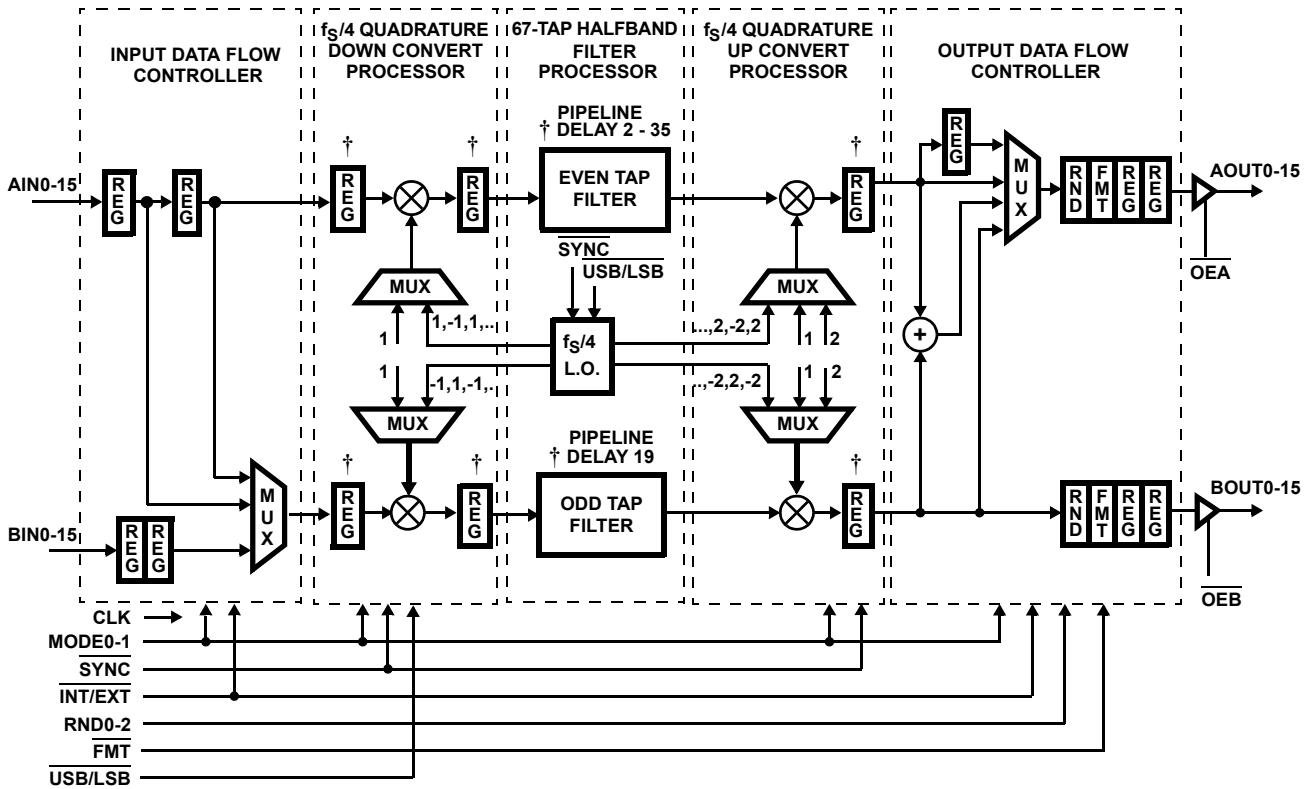 INPUT DATA FLOW
CONTROLLER
fS/4 QUADRATURE
DOWN CONVERT
PROCESSOR
67-TAP HALFBAND
FILTER
PROCESSOR
fS/4 QUADRATURE
UP CONVERT
PROCESSOR
OUTPUT DATA FLOW
CONTROLLER
AIN0-15
REG
REG
†
REG
†
REG
PIPELINE
† DELAY 2 - 35
EVEN TAP
FILTER
†
REG
REG
MUX
RND
FMT
REG
REG
AOUT0-15
OEA
SYNC
USB/LSB
MUX
1
1,-1,1,..
fS/4
L.O.
MUX
...,2,-2,2
1
2
+
1
-1,1,-1,.
MUX
..,-2,2,-2
1
2
MUX
BIN0-15
REG
REG
MUX
†
REG
†
REG
PIPELINE
† DELAY 19
ODD TAP
FILTER
†
REG
RND
FMT
REG
REG
BOUT0-15
OEB
CLK
MODE0-1
SYNC
INT/EXT
RND0-2
FMT
USB/LSB